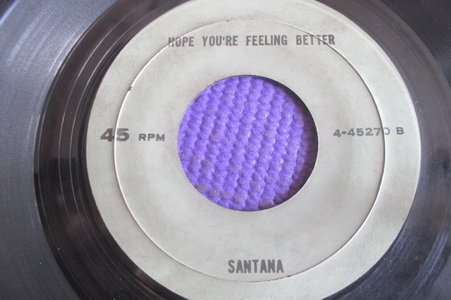 HOPE YOU'RE FEELING BETTER
45 RPM
4-45270 B
SANTANA